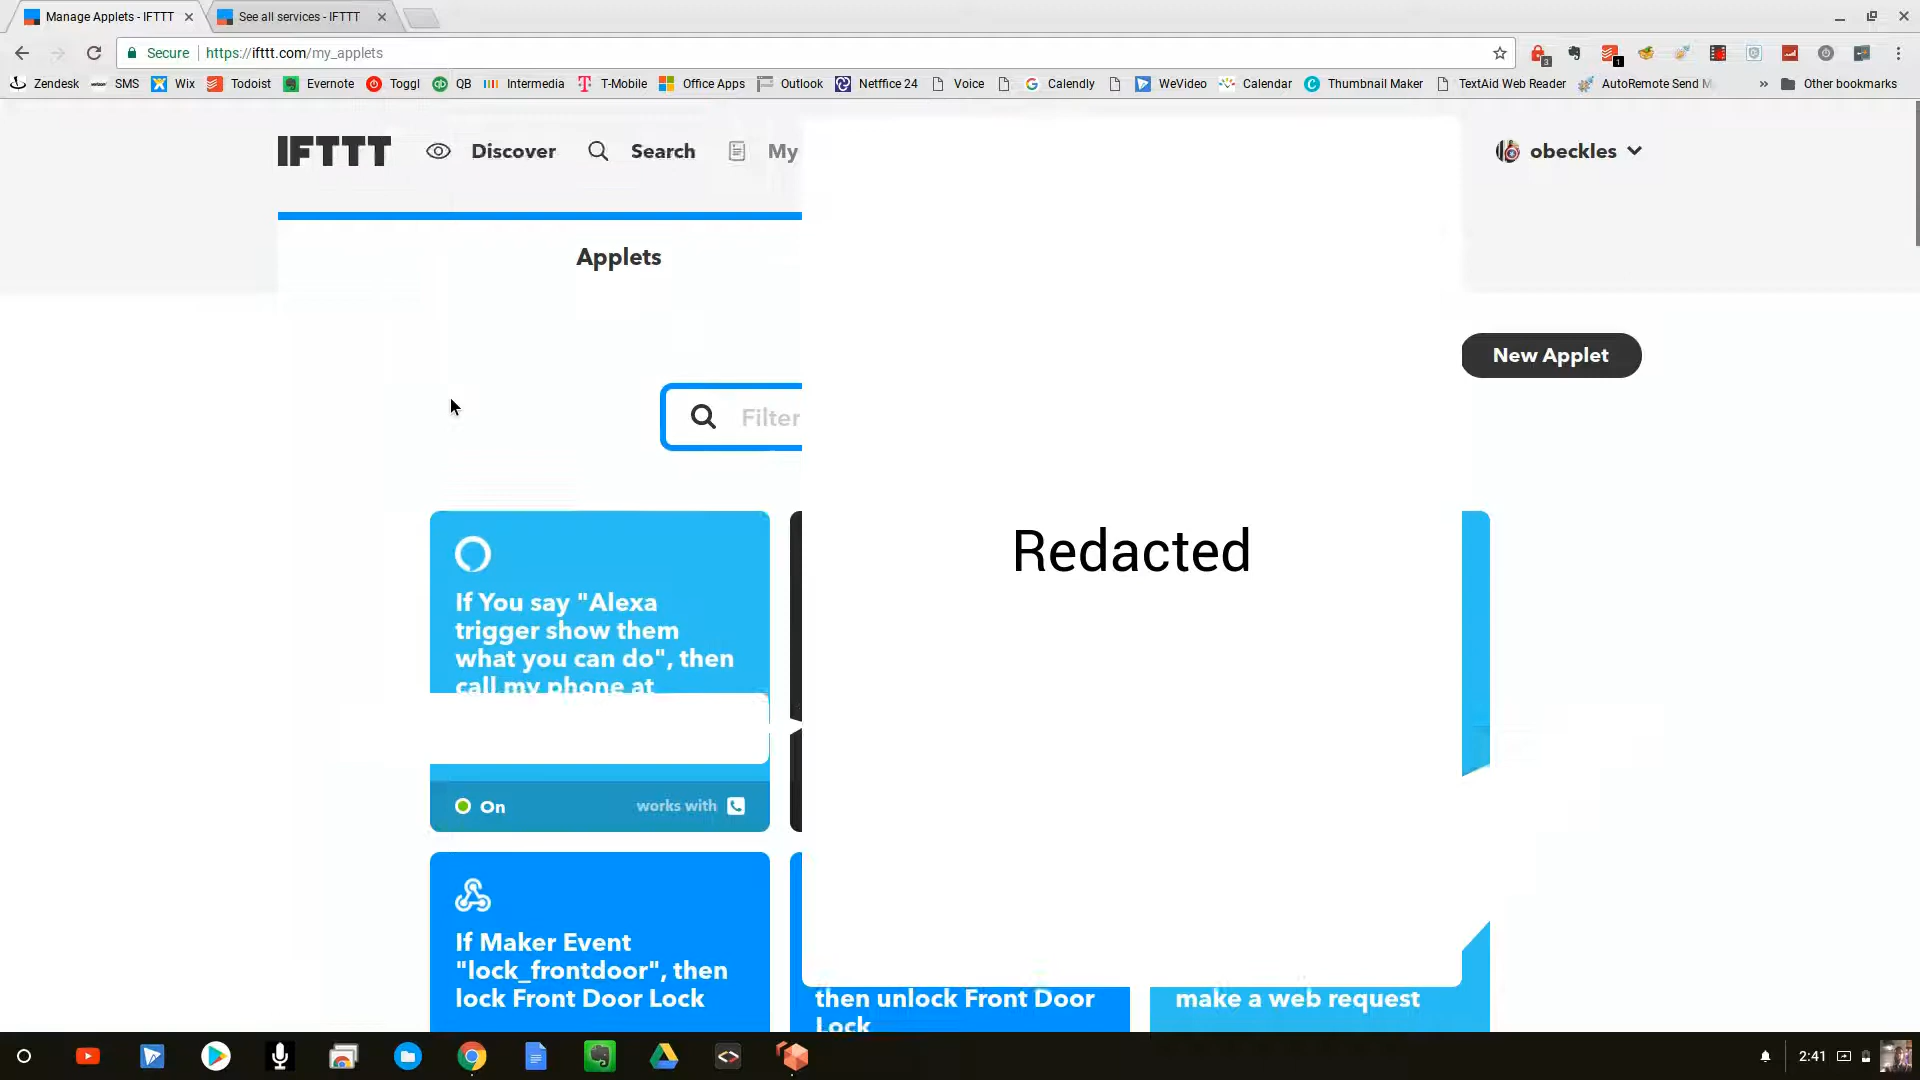 Manage Applets - IFTTT
See all services - IFTTT
Secure
https://ifttt.com/my_applets
3
1
Zendesk
SMS
Wix
Todoist
Evernote
Toggl
QB
Intermedia
T-Mobile
Office Apps
Outlook
Netffice 24
Voice
Calendly
WeVideo
Calendar
Thumbnail Maker
TextAid Web Reader
AutoRemote Send M
»
Other bookmarks
IFTTT
Discover
Search
My
obeckles
Applets
New Applet
Filter
Redacted
If You say "Alexa
trigger show them
what you can do", then
call my phone at
On
works with
If Maker Event
"lock_frontdoor", then
lock Front Door Lock
then unlock Front Door
Lock
make a web request
2:41